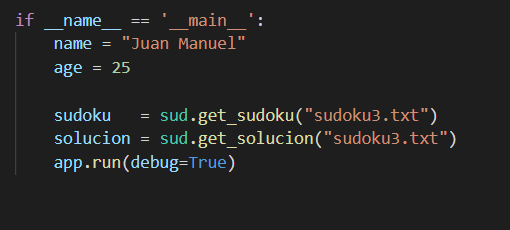 if __name__ == '__main__':
    name = "Juan Manuel"
    age = 25

    sudoku   = sud.get_sudoku("sudoku3.txt")
    solucion = sud.get_solucion("sudoku3.txt")
    app.run(debug=True)